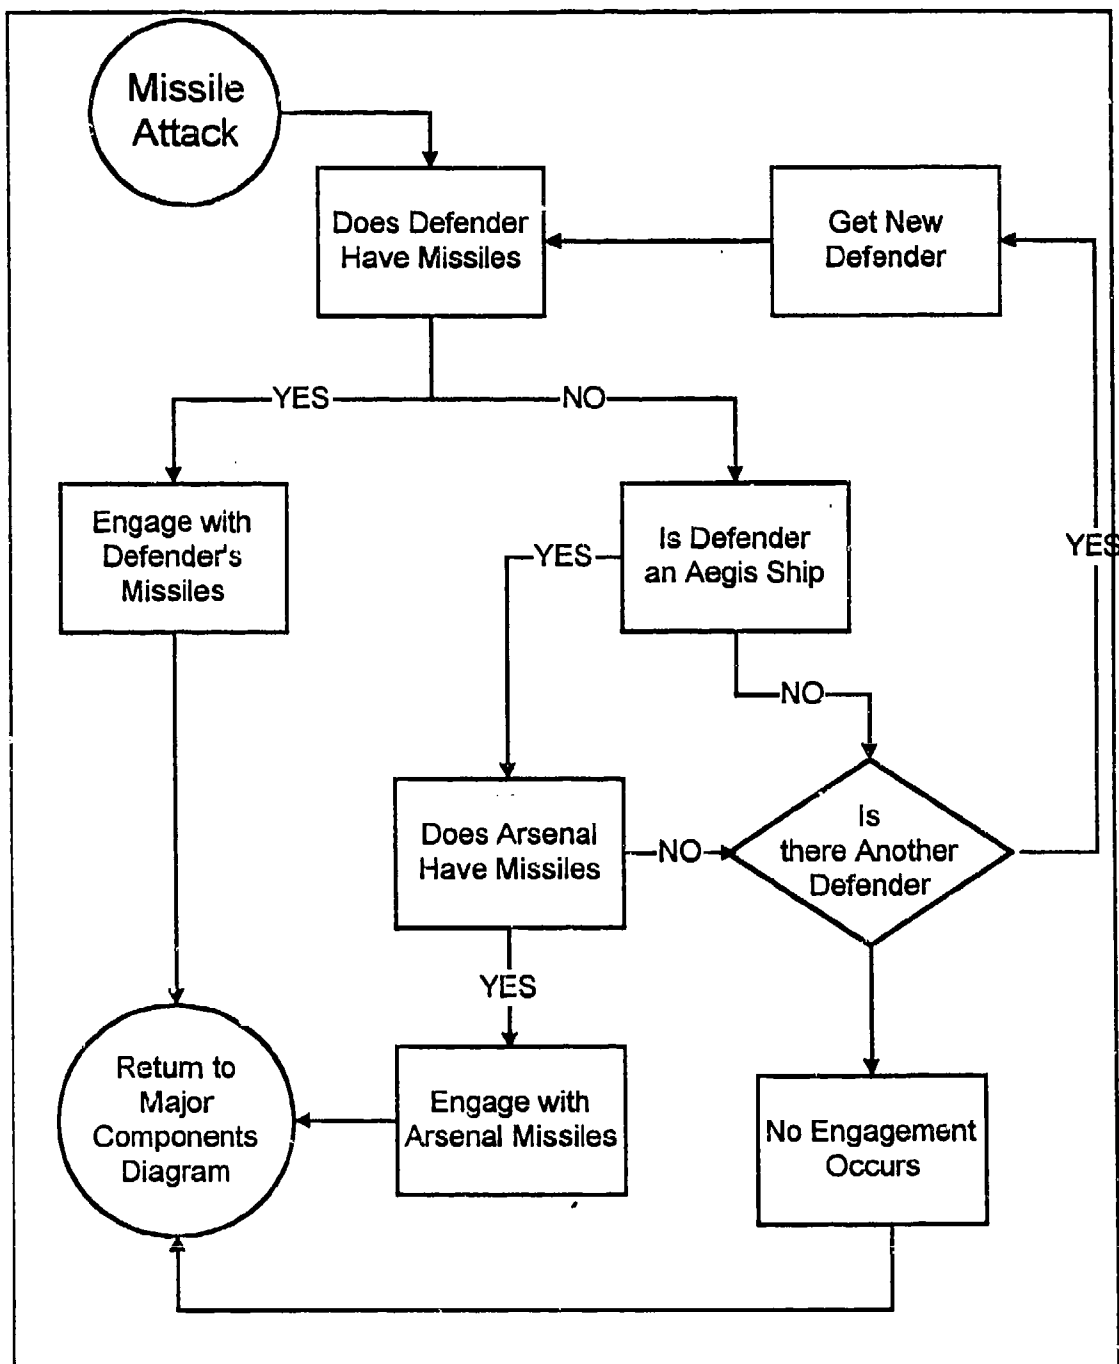 Missile
Attack
Does Defender
Have Missiles
Get New
Defender
YES
NO
Engage with
Defender's
Missiles
Is Defender
an Aegis Ship
YES
YES
NO
Does Arsenal
Have Missiles
NO
Is
there Another
Defender
YES
Return to
Major
Components
Diagram
Engage with
Arsenal Missiles
No Engagement
Occurs